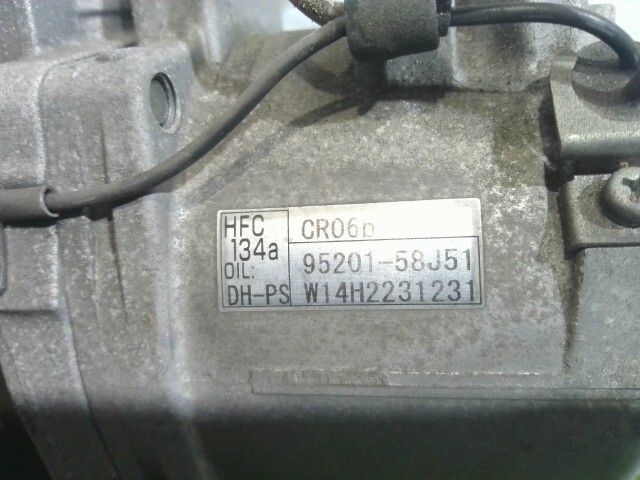 HFC
134a
OIL:
DH-PS
CR06b
95201-58J51
W14H2231231